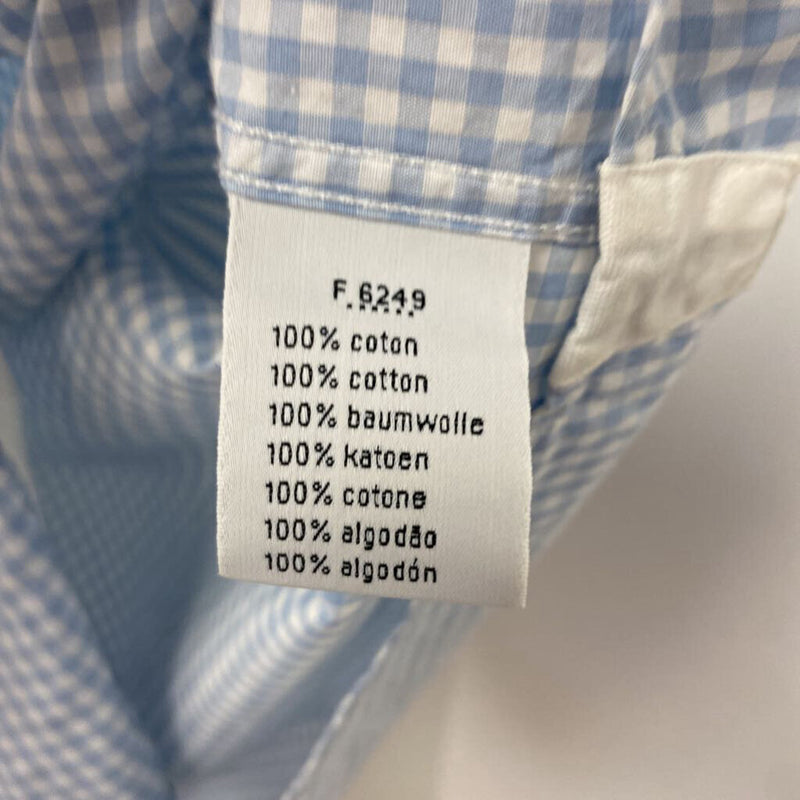 F.6249
100% coton
100% cotton
100% baumwolle
100% katoen
100% cotone
100% algodão
100% algodón